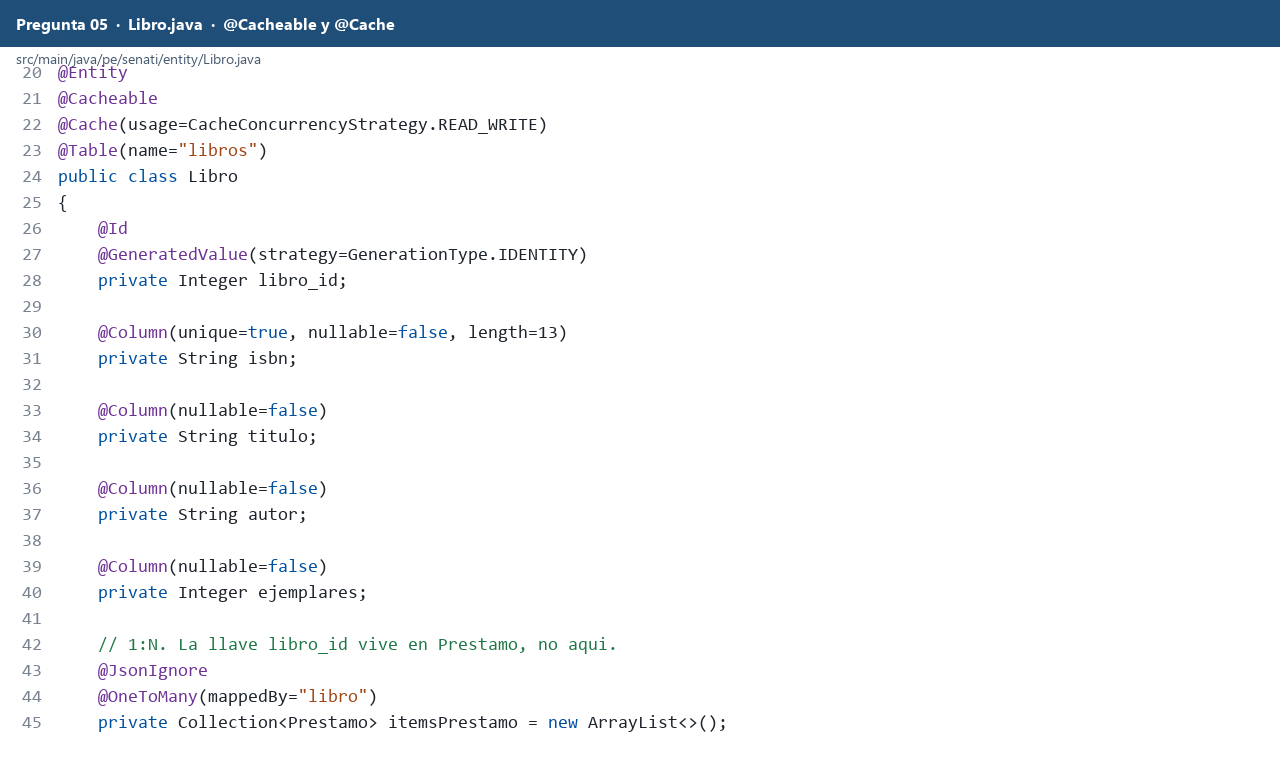 Pregunta 05 · Libro.java · @Cacheable y @Cache
src/main/java/pe/senati/entity/Libro.java
20 @Entity
21 @Cacheable
22 @Cache(usage=CacheConcurrencyStrategy.READ_WRITE)
23 @Table(name="libros")
24 public class Libro
25 {
26     @Id
27     @GeneratedValue(strategy=GenerationType.IDENTITY)
28     private Integer libro_id;
29
30     @Column(unique=true, nullable=false, length=13)
31     private String isbn;
32
33     @Column(nullable=false)
34     private String titulo;
35
36     @Column(nullable=false)
37     private String autor;
38
39     @Column(nullable=false)
40     private Integer ejemplares;
41
42     // 1:N. La llave libro_id vive en Prestamo, no aqui.
43     @JsonIgnore
44     @OneToMany(mappedBy="libro")
45     private Collection<Prestamo> itemsPrestamo = new ArrayList<>();